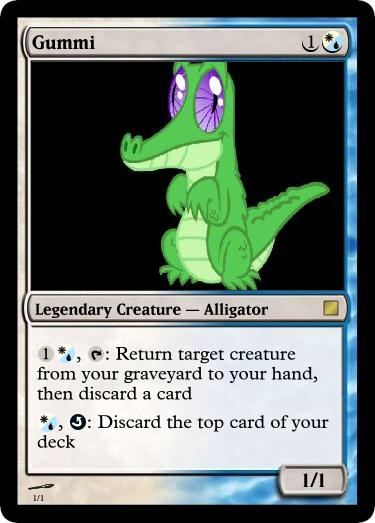 Gummi 1
Legendary Creature — Alligator
1 , : Return target creature
from your graveyard to your hand,
then discard a card
, : Discard the top card of your
deck
1/1
1/1